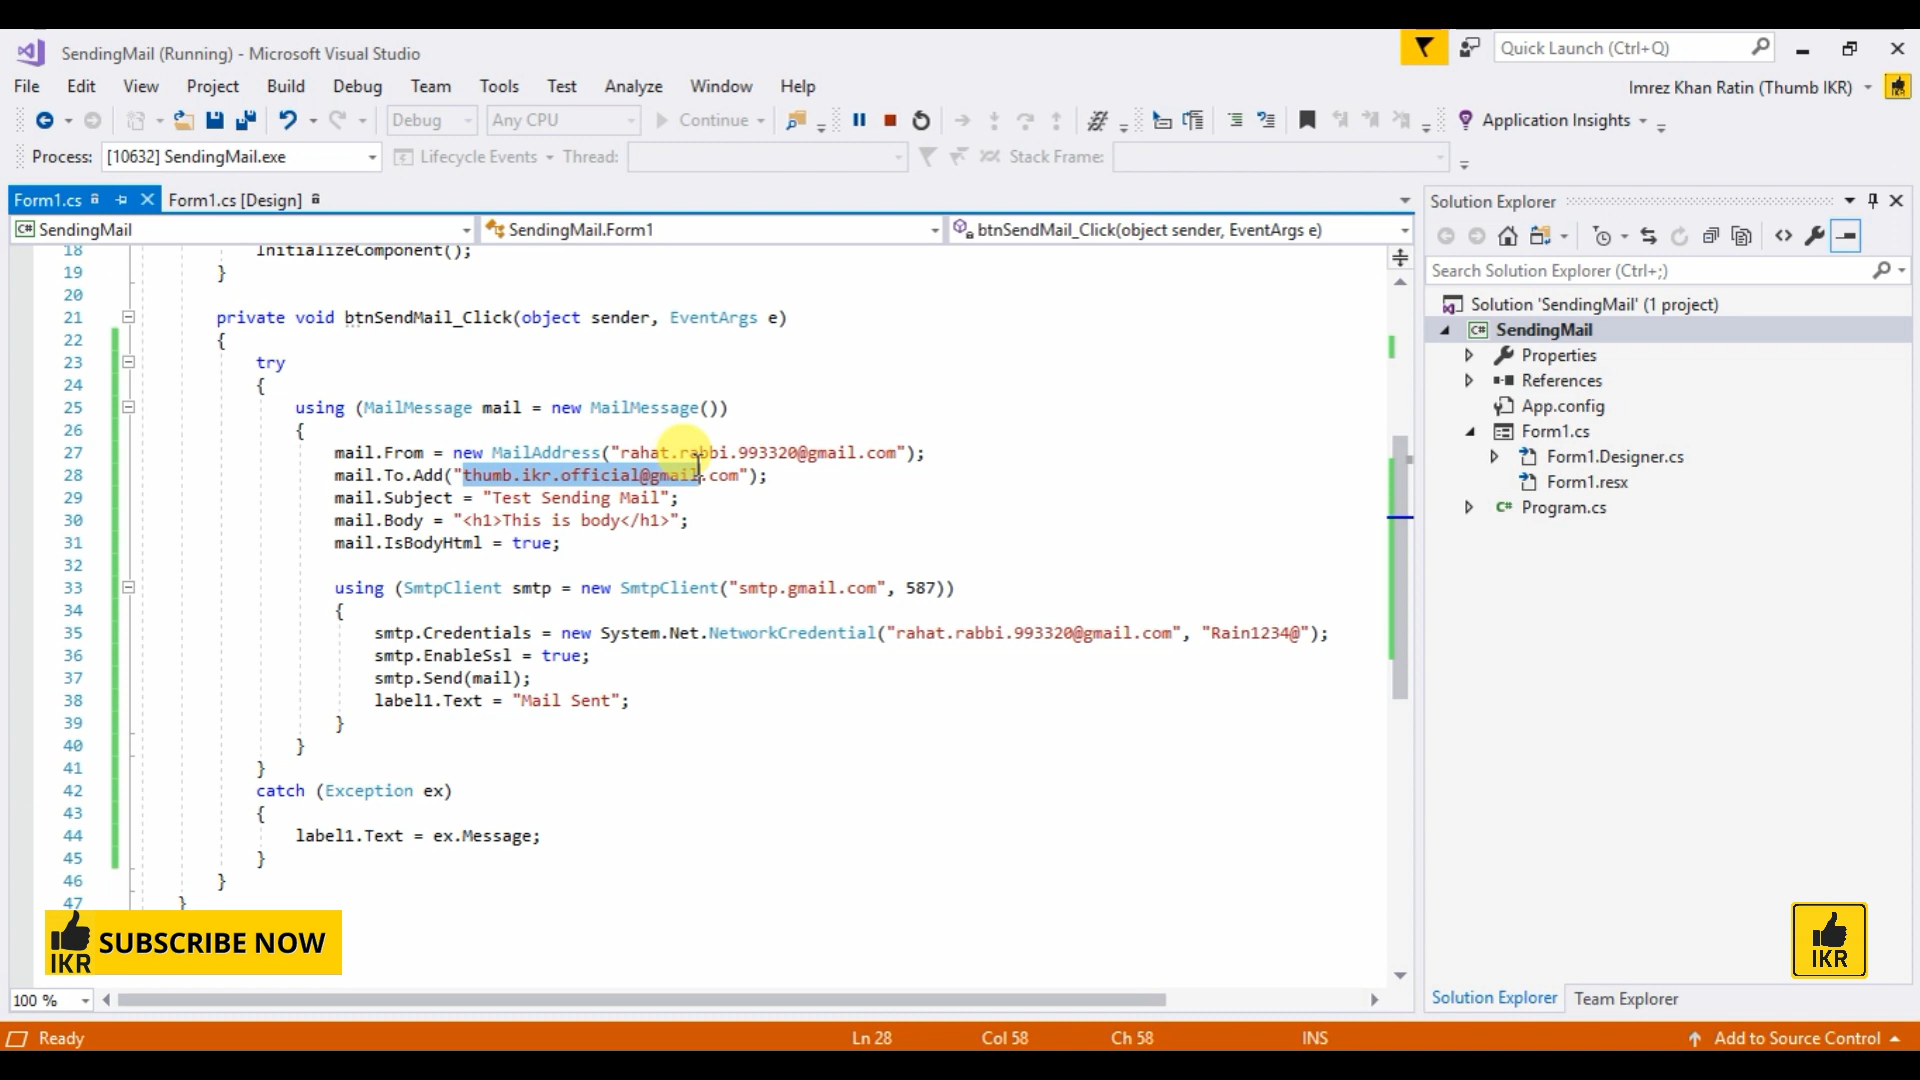 SendingMail (Running) - Microsoft Visual Studio
Quick Launch (Ctrl+Q)
File Edit View Project Build Debug Team Tools Test Analyze Window Help
Imrez Khan Ratin (Thumb IKR)
Debug Any CPU Continue Application Insights
Process: [10632] SendingMail.exe Lifecycle Events Thread: Stack Frame:
Form1.cs Form1.cs [Design]
SendingMail SendingMail.Form1 btnSendMail_Click(object sender, EventArgs e)
18 InitializeComponent();
19 }
20
21 private void btnSendMail_Click(object sender, EventArgs e)
22 {
23 try
24 {
25 using (MailMessage mail = new MailMessage())
26 {
27 mail.From = new MailAddress("rahat.rabbi.993320@gmail.com");
28 mail.To.Add("thumb.ikr.official@gmail.com");
29 mail.Subject = "Test Sending Mail";
30 mail.Body = "<h1>This is body</h1>";
31 mail.IsBodyHtml = true;
32
33 using (SmtpClient smtp = new SmtpClient("smtp.gmail.com", 587))
34 {
35 smtp.Credentials = new System.Net.NetworkCredential("rahat.rabbi.993320@gmail.com", "Rain1234@");
36 smtp.EnableSsl = true;
37 smtp.Send(mail);
38 label1.Text = "Mail Sent";
39 }
40 }
41 }
42 catch (Exception ex)
43 {
44 label1.Text = ex.Message;
45 }
46 }
47 }
Solution Explorer
Search Solution Explorer (Ctrl+;)
Solution 'SendingMail' (1 project)
C# SendingMail
Properties
References
App.config
Form1.cs
Form1.Designer.cs
Form1.resx
C# Program.cs
IKR SUBSCRIBE NOW
IKR
100 %
Solution Explorer Team Explorer
Ready Ln 28 Col 58 Ch 58 INS Add to Source Control